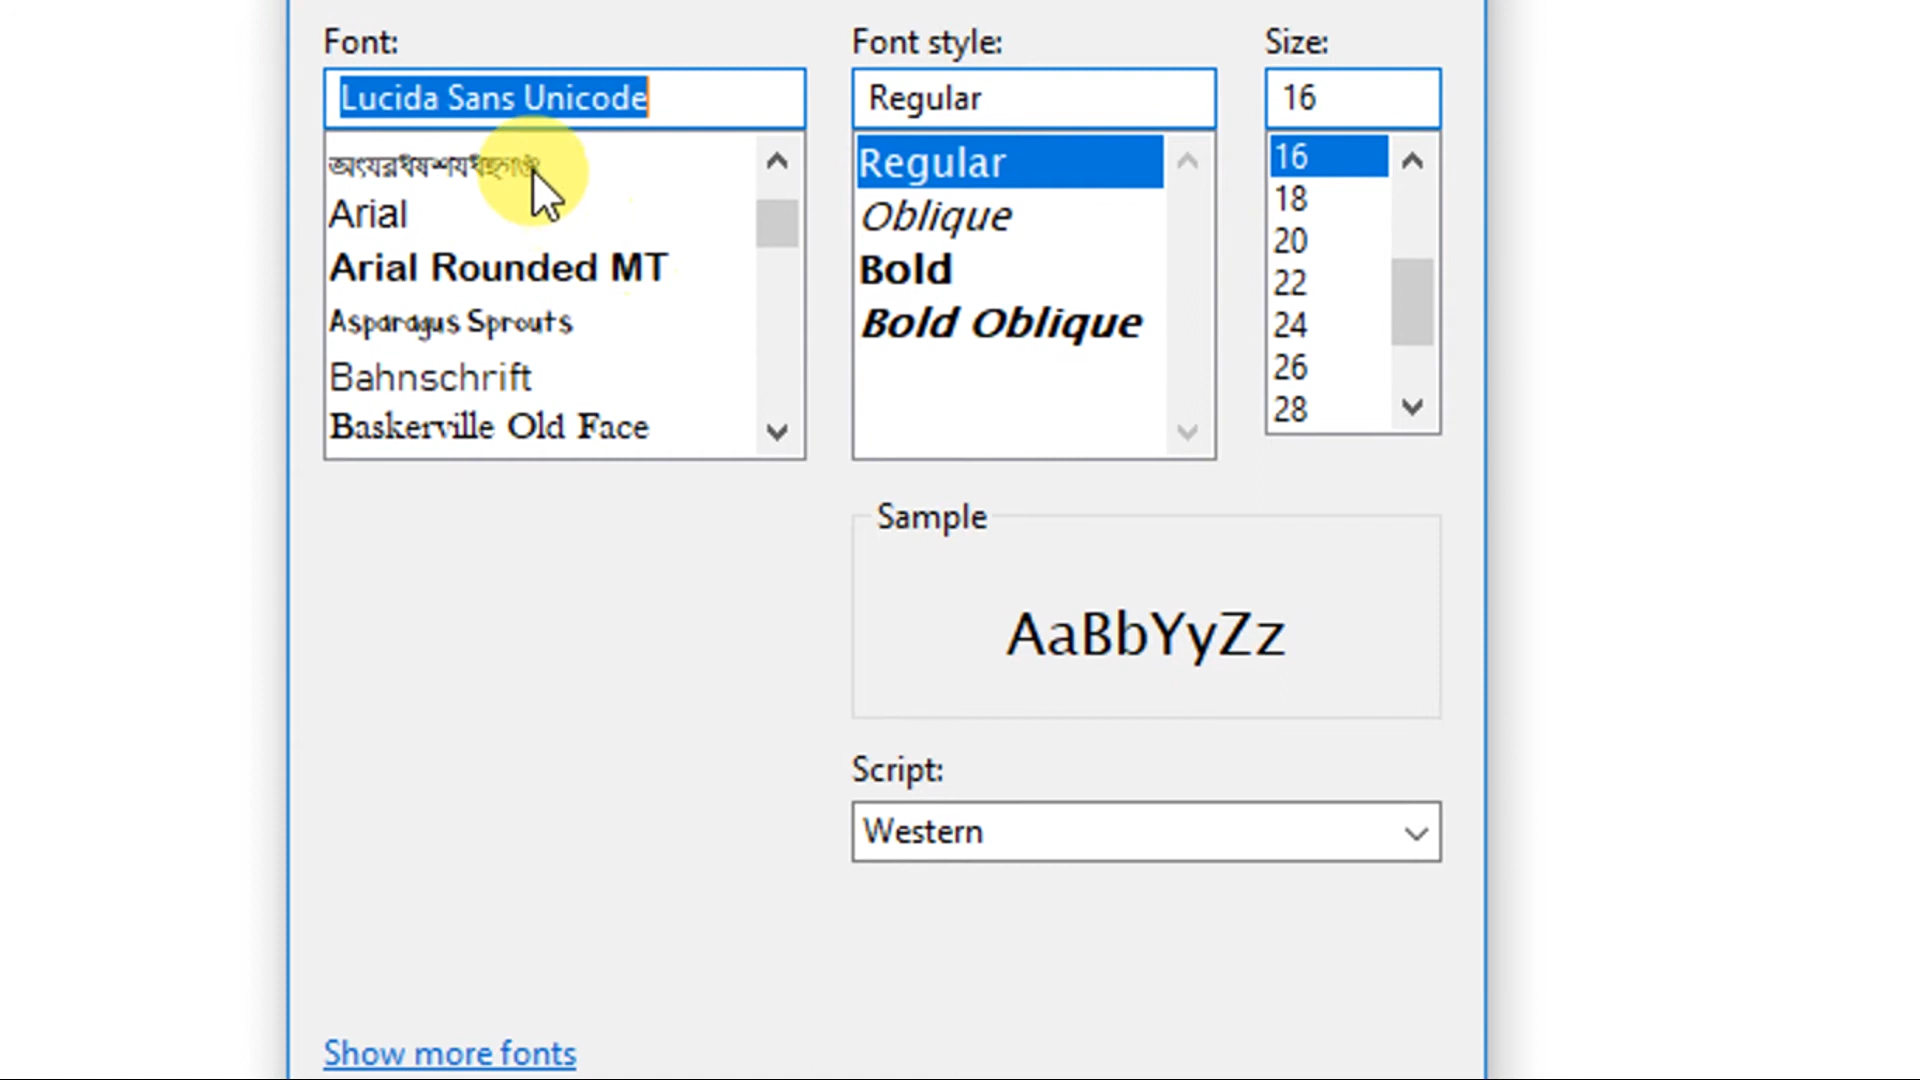 Font:
Lucida Sans Unicode
Arial
Arial Rounded MT
Asparagus Sprouts
Bahnschrift
Baskerville Old Face
Font style:
Regular
Regular
Oblique
Bold
Bold Oblique
Size:
16
16
18
20
22
24
26
28
Sample
AaBbYyZz
Script:
Western
Show more fonts